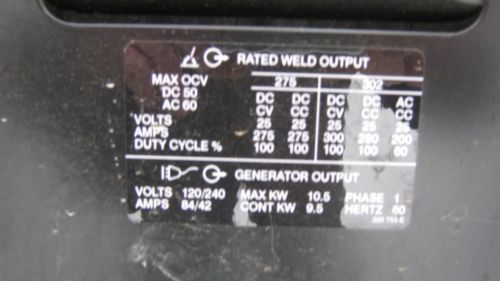 RATED WELD OUTPUT
MAX OCV 275 302
DC 50 DC DC DC DC AC
AC 60 CV CC CV CC CC
VOLTS 25 25 25 25 25
AMPS 275 275 300 280 200
DUTY CYCLE % 100 100 100 100 60
GENERATOR OUTPUT
VOLTS 120/240 MAX KW 10.5 PHASE 1
AMPS 84/42 CONT KW 9.5 HERTZ 60